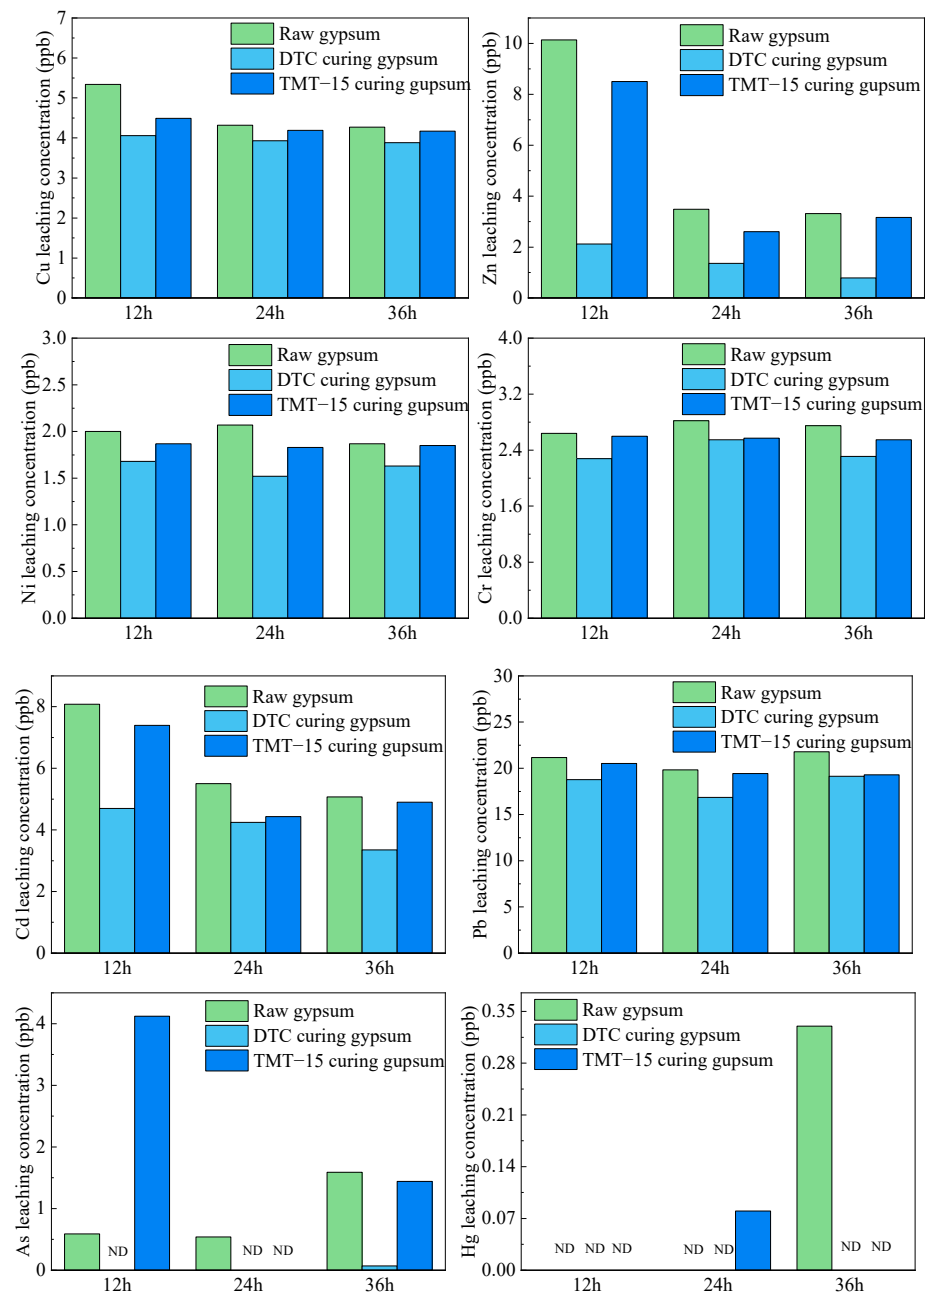 Cu leaching concentration (ppb)
7
6
5
4
3
2
1
0
Raw gypsum
DTC curing gypsum
TMT−15 curing gupsum
12h 24h 36h
Zn leaching concentration (ppb)
10
8
6
4
2
0
Raw gypsum
DTC curing gypsum
TMT−15 curing gupsum
12h 24h 36h
Ni leaching concentration (ppb)
3.0
2.5
2.0
1.5
1.0
0.5
0.0
Raw gypsum
DTC curing gypsum
TMT−15 curing gupsum
12h 24h 36h
Cr leaching concentration (ppb)
4.0
3.2
2.4
1.6
0.8
0.0
Raw gypsum
DTC curing gypsum
TMT−15 curing gupsum
12h 24h 36h
Cd leaching concentration (ppb)
8
6
4
2
0
Raw gypsum
DTC curing gypsum
TMT−15 curing gupsum
12h 24h 36h
Pb leaching concentration (ppb)
30
25
20
15
10
5
0
Raw gypsum
DTC curing gypsum
TMT−15 curing gupsum
12h 24h 36h
As leaching concentration (ppb)
4
3
2
1
0
Raw gypsum
DTC curing gypsum
TMT−15 curing gupsum
ND ND ND
12h 24h 36h
Hg leaching concentration (ppb)
0.35
0.28
0.21
0.14
0.07
0.00
Raw gypsum
DTC curing gypsum
TMT−15 curing gupsum
ND ND ND ND ND ND ND
12h 24h 36h